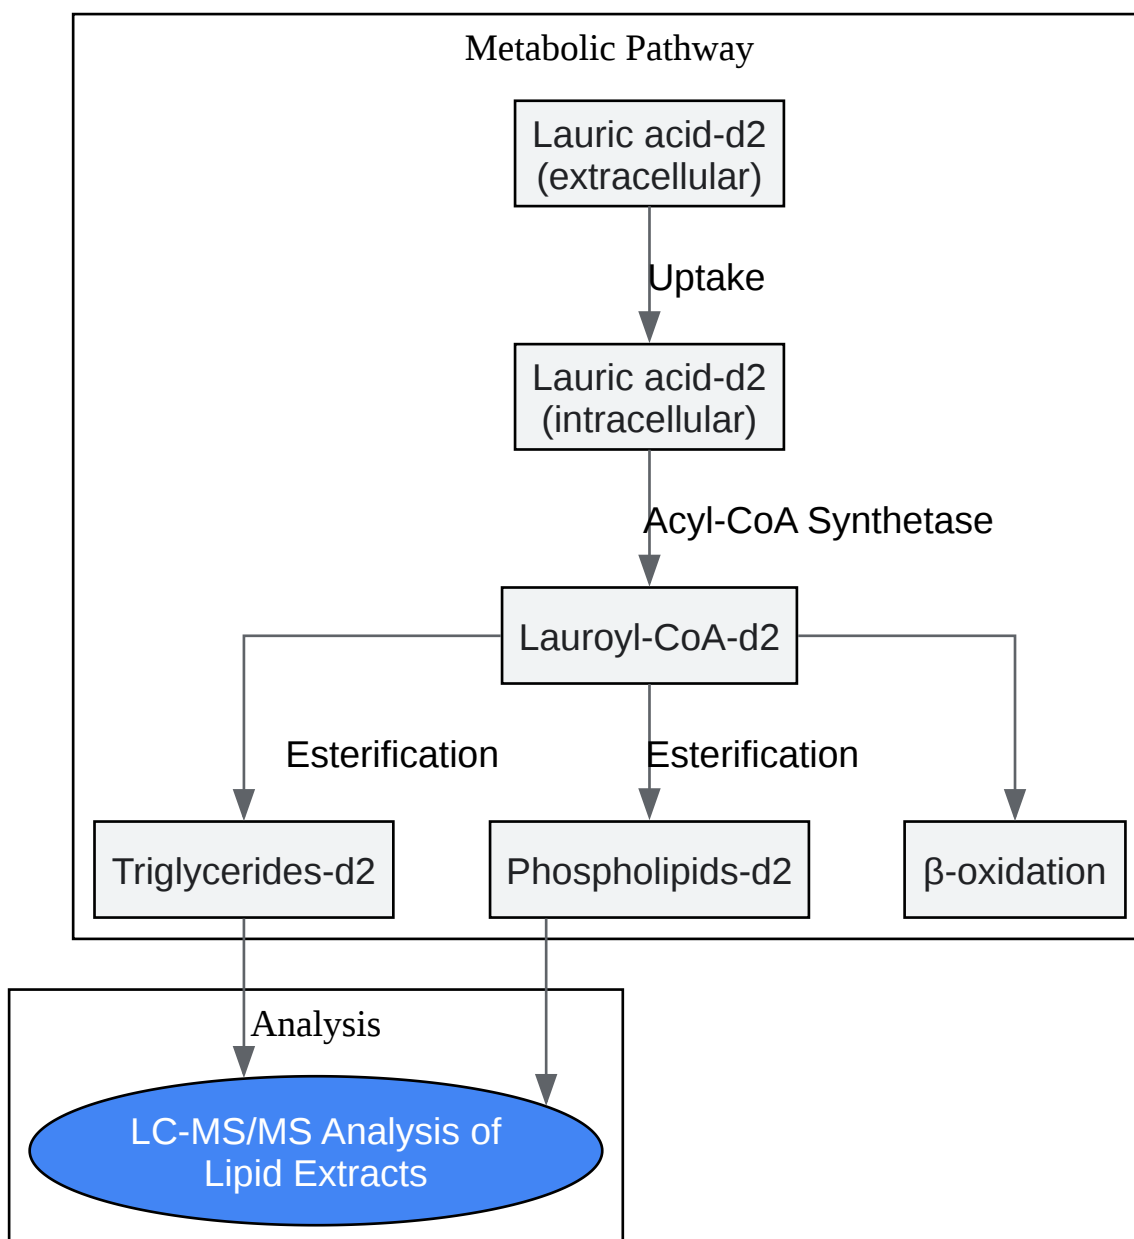 Metabolic Pathway
Lauric acid-d2
(extracellular)
Uptake
Lauric acid-d2
(intracellular)
Acyl-CoA Synthetase
Lauroyl-CoA-d2
Esterification
Esterification
Triglycerides-d2
Phospholipids-d2
β-oxidation
Analysis
LC-MS/MS Analysis of
Lipid Extracts